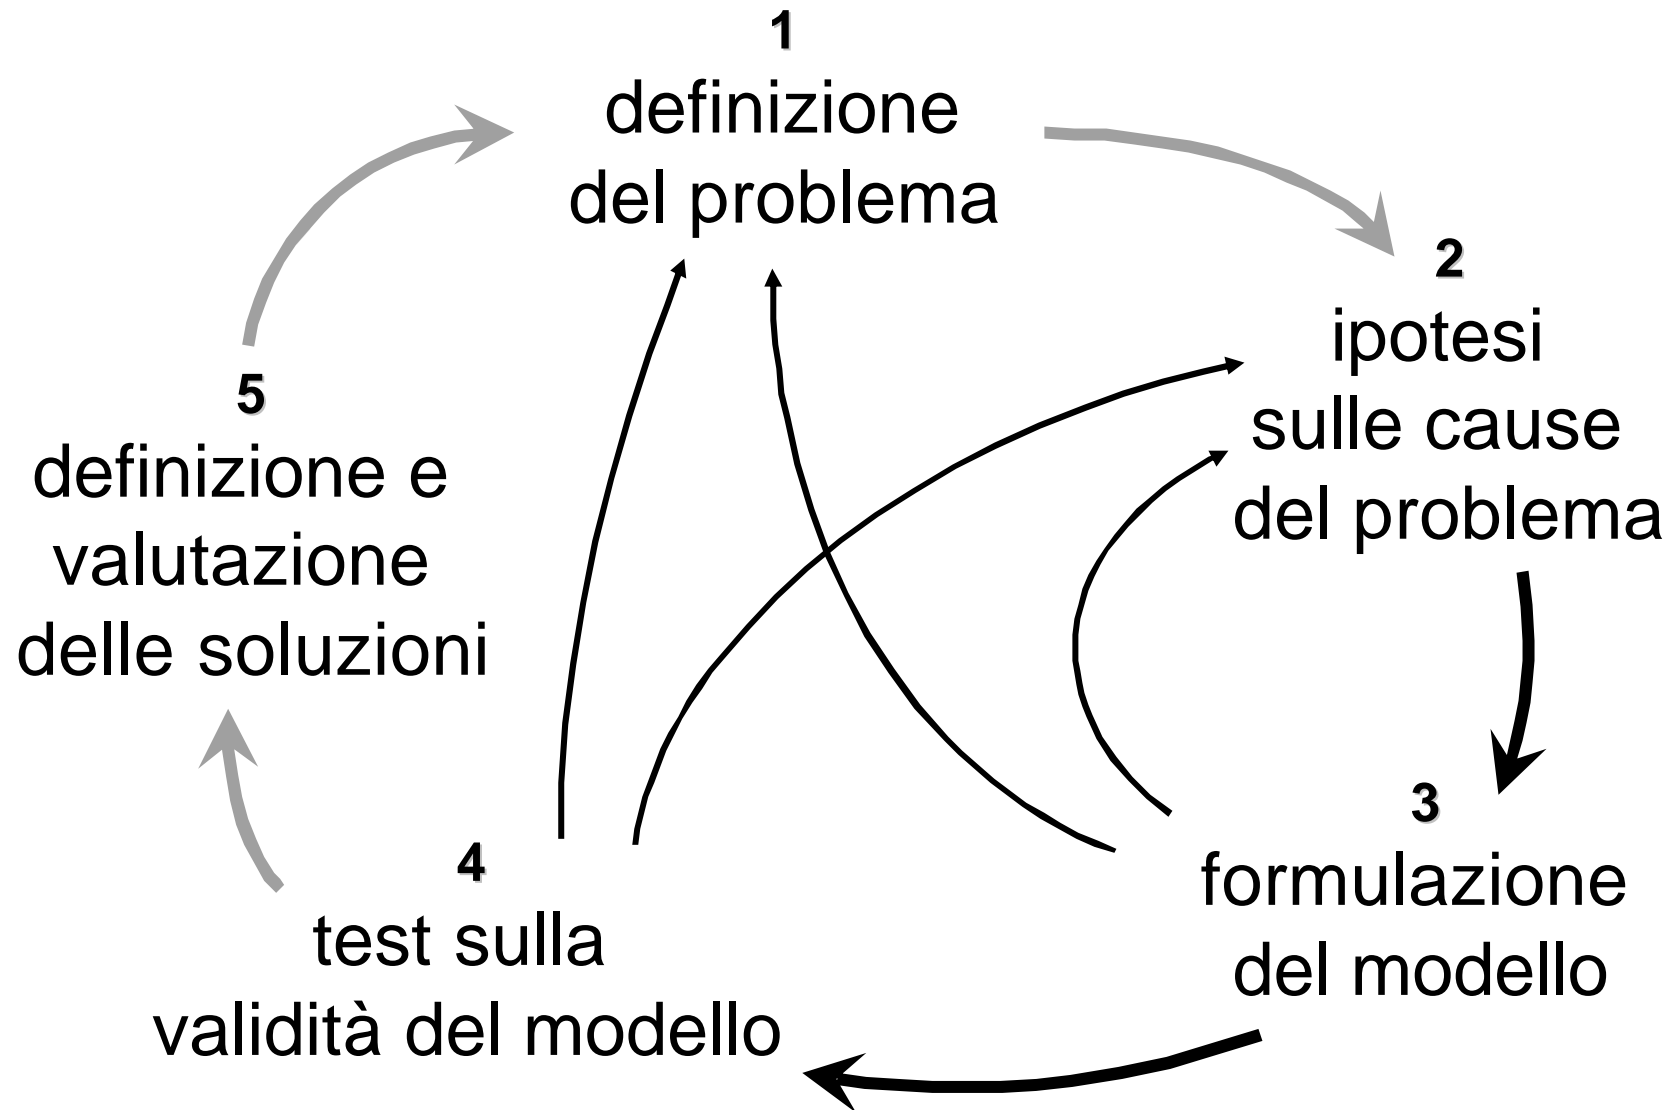 1
definizione
del problema
2
ipotesi
sulle cause
del problema
3
formulazione
del modello
4
test sulla
validità del modello
5
definizione e
valutazione
delle soluzioni